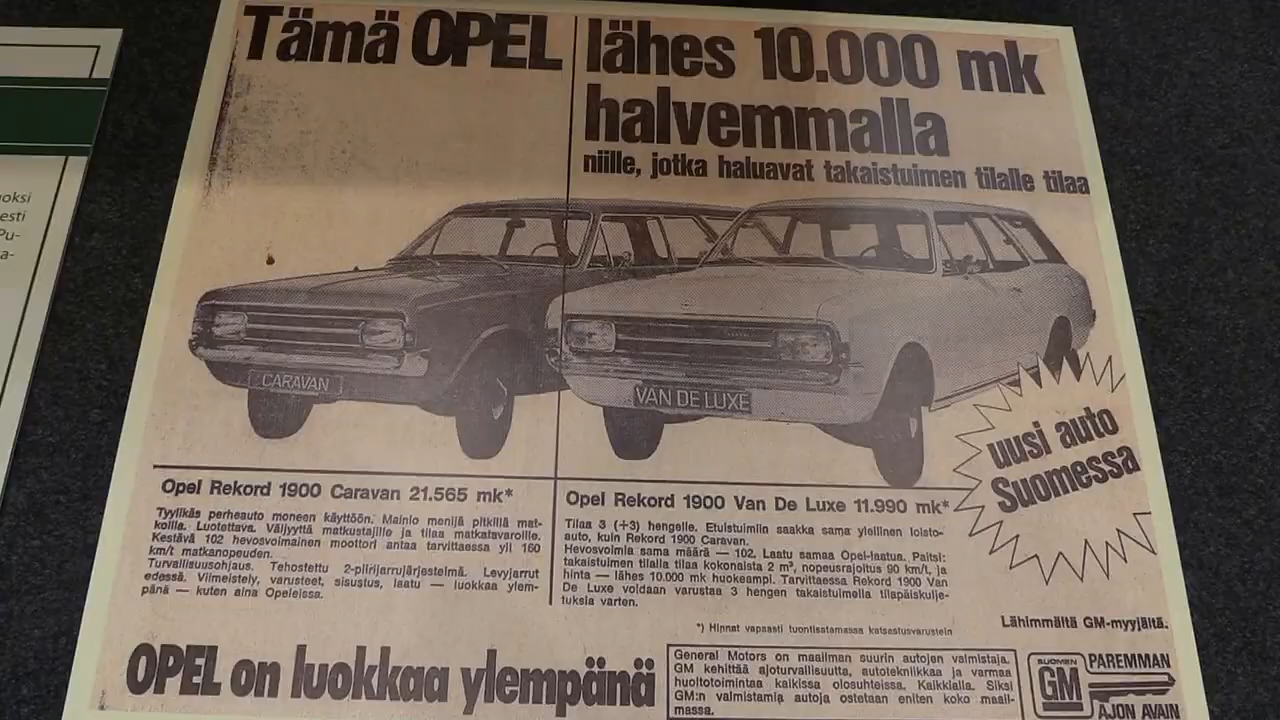 Tämä OPEL
lähes 10.000 mk
halvemmalla
niille, jotka haluavat takaistuimen tilalle tilaa
CARAVAN
VAN DE LUXE
uusi auto
Suomessa
Opel Rekord 1900 Caravan 21.565 mk*
Tyylikäs perheauto moneen käyttöön. Mainio menijä pitkillä mat-
koilla. Luotettava. Väljyyttä matkustajille ja tilaa matkatavaroille.
Kestävä 102 hevosvoimainen moottori antaa tarvittaessa yli 160
km/t matkanopeuden.
Turvallisuusohjaus. Tehostettu 2-piirijarrujärjestelmä. Levyjarrut
edessä. Viimeistely, varusteet, sisustus, laatu — luokkaa ylem-
pänä — kuten aina Opeleissa.
Opel Rekord 1900 Van De Luxe 11.990 mk*
Tilaa 3 (+3) hengelle. Etuistuimiin saakka sama ylellinen loisto-
auto, kuin Rekord 1900 Caravan.
Hevosvoimia sama määrä — 102. Laatu samaa Opel-laatua. Paitsi:
takaistuimen tilalla tilaa kokonaista 2 m³, nopeusrajoitus 90 km/t, ja
hinta — lähes 10.000 mk huokeampi. Tarvittaessa Rekord 1900 Van
De Luxe voidaan varustaa 3 hengen takaistuimella tilapäiskulje-
tuksia varten.
*) Hinnat vapaasti tuontisatamassa katsastusvarustein
Lähimmältä GM-myyjältä.
OPEL on luokkaa ylempänä
General Motors on maailman suurin autojen valmistaja.
GM kehittää ajoturvallisuutta, autotekniikkaa ja varmaa
huoltotoimintaa kaikissa olosuhteissa. Kaikkialla. Siksi
GM:n valmistamia autoja ostetaan eniten koko maail-
massa.
SUOMEN
GM
PAREMMAN
AJON AVAIN
uoksi
esti
Pu-
a-